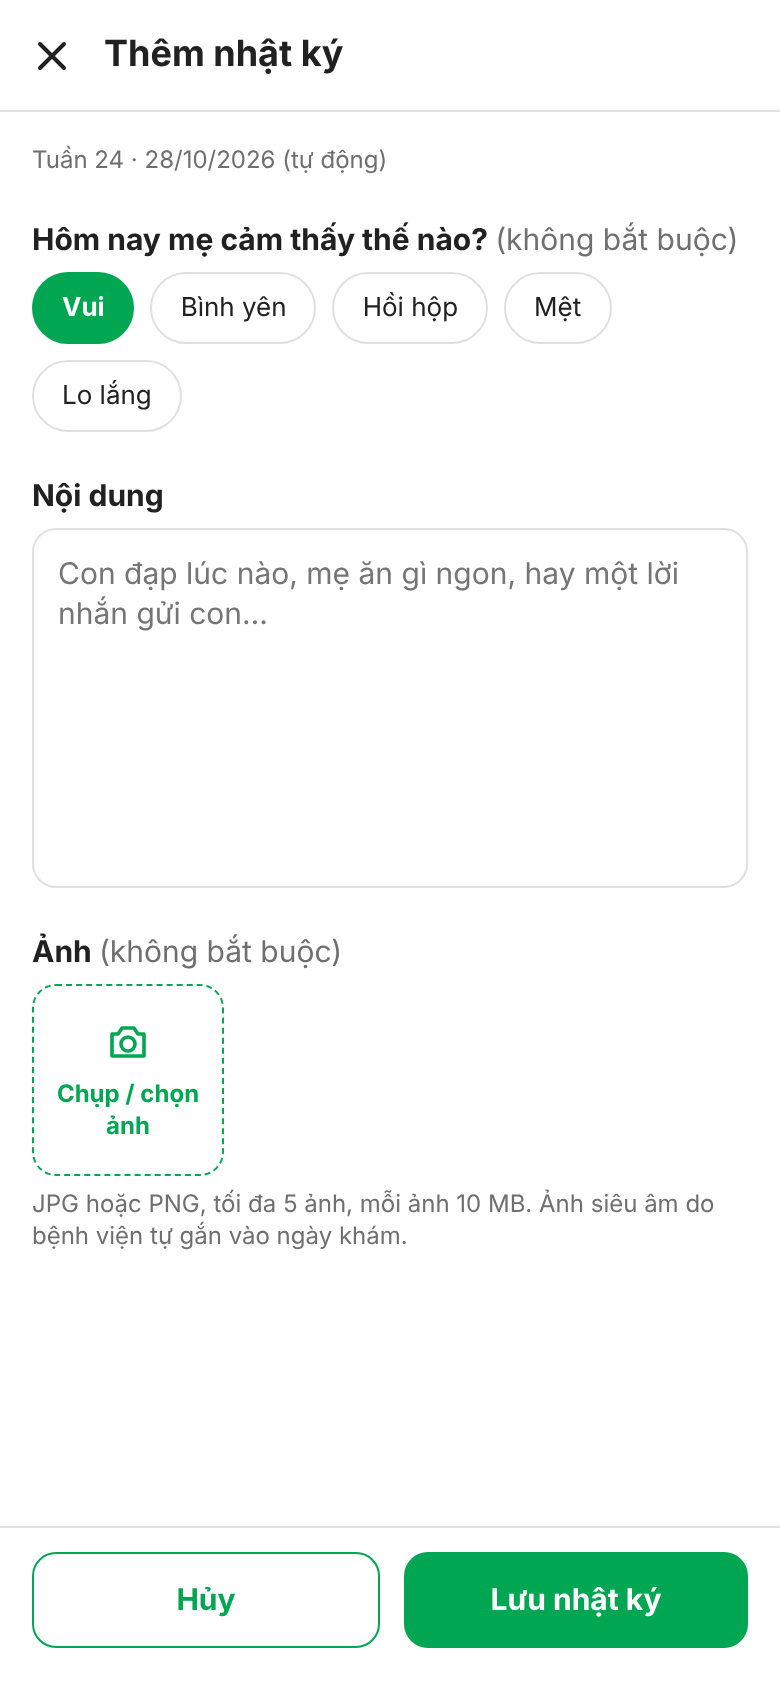 Thêm nhật ký
Tuần 24 · 28/10/2026 (tự động)
Hôm nay mẹ cảm thấy thế nào? (không bắt buộc)
Vui
Bình yên
Hồi hộp
Mệt
Lo lắng
Nội dung
Con đạp lúc nào, mẹ ăn gì ngon, hay một lời
nhắn gửi con...
Ảnh (không bắt buộc)
Chụp / chọn
ảnh
JPG hoặc PNG, tối đa 5 ảnh, mỗi ảnh 10 MB. Ảnh siêu âm do
bệnh viện tự gắn vào ngày khám.
Hủy
Lưu nhật ký